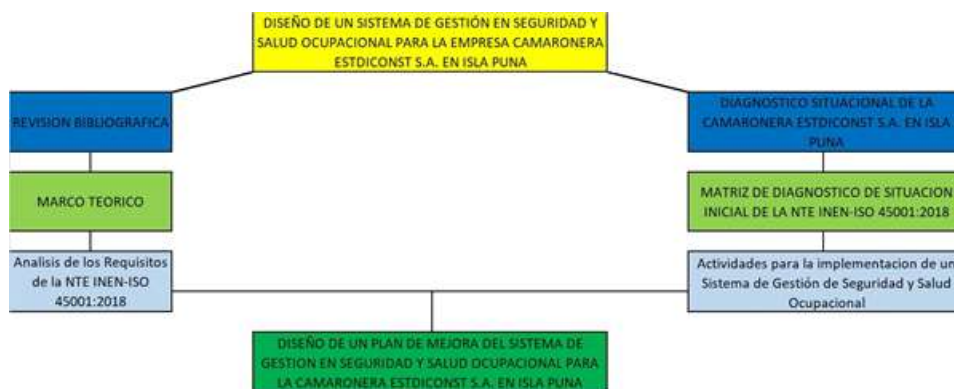 DISEÑO DE UN SISTEMA DE GESTIÓN EN SEGURIDAD Y
SALUD OCUPACIONAL PARA LA EMPRESA CAMARONERA
ESTDICONST S.A. EN ISLA PUNA
REVISION BIBLIOGRAFICA
DIAGNOSTICO SITUACIONAL DE LA
CAMARONERA ESTDICONST S.A. EN ISLA
PUNA
MARCO TEORICO
MATRIZ DE DIAGNOSTICO DE SITUACION
INICIAL DE LA NTE INEN-ISO 45001:2018
Analisis de los Requisitos
de la NTE INEN-ISO
45001:2018
Actividades para la implementacion de un
Sistema de Gestión de Seguridad y Salud
Ocupacional
DISEÑO DE UN PLAN DE MEJORA DEL SISTEMA DE
GESTION EN SEGURIDAD Y SALUD OCUPACIONAL PARA
LA CAMARONERA ESTDICONST S.A. EN ISLA PUNA